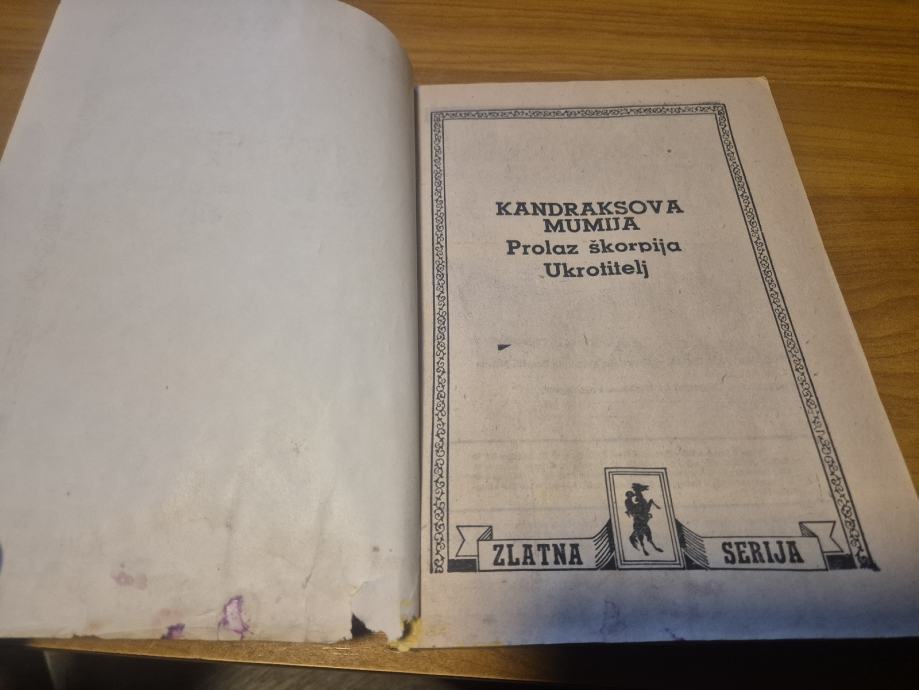 KANDRAKSOVA
MUMIJA
Prolaz škorpija
Ukrotitelj
ZLATNA SERIJA